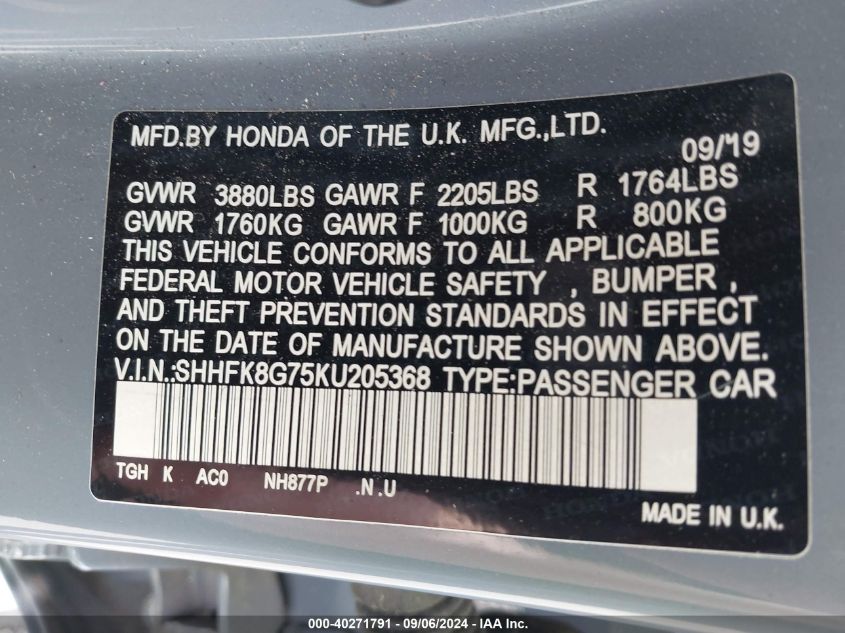 MFD.BY HONDA OF THE U.K. MFG.,LTD.
09/19
GVWR 3880LBS GAWR F 2205LBS R 1764LBS
GVWR 1760KG GAWR F 1000KG R 800KG
THIS VEHICLE CONFORMS TO ALL APPLICABLE
FEDERAL MOTOR VEHICLE SAFETY , BUMPER ,
AND THEFT PREVENTION STANDARDS IN EFFECT
ON THE DATE OF MANUFACTURE SHOWN ABOVE.
V.I.N.:SHHFK8G75KU205368 TYPE:PASSENGER CAR
TGH K AC0 NH877P .N.U
MADE IN U.K.
000-40271791 - 09/06/2024 - IAA Inc.